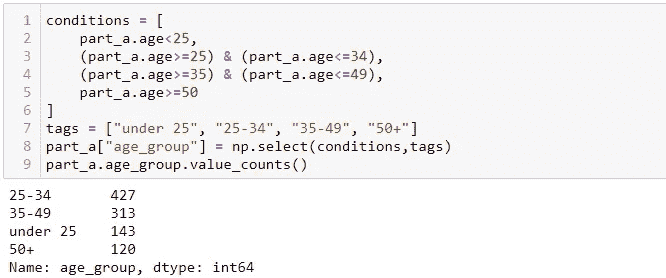 1 conditions = [
2     part_a.age<25,
3     (part_a.age>=25) & (part_a.age<=34),
4     (part_a.age>=35) & (part_a.age<=49),
5     part_a.age>=50
6 ]
7 tags = ["under 25", "25-34", "35-49", "50+"]
8 part_a["age_group"] = np.select(conditions,tags)
9 part_a.age_group.value_counts()
25-34       427
35-49       313
under 25    143
50+         120
Name: age_group, dtype: int64